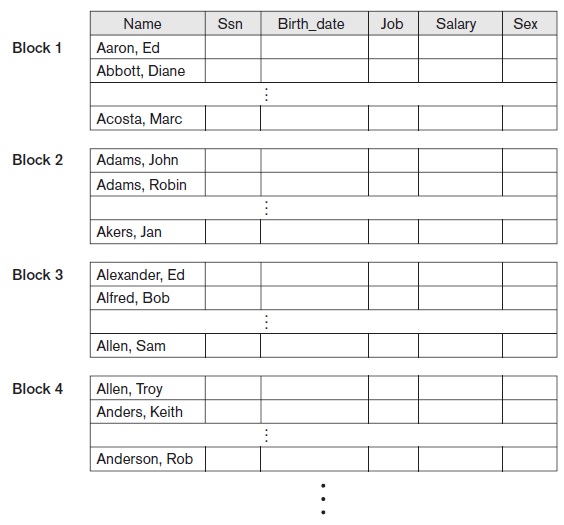 Name Ssn Birth_date Job Salary Sex
Block 1 Aaron, Ed
Abbott, Diane
⋮
Acosta, Marc
Block 2 Adams, John
Adams, Robin
⋮
Akers, Jan
Block 3 Alexander, Ed
Alfred, Bob
⋮
Allen, Sam
Block 4 Allen, Troy
Anders, Keith
⋮
Anderson, Rob
⋮